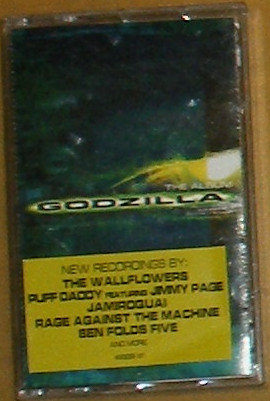 THE ALBUM
GODZILLA
NEW RECORDINGS BY:
THE WALLFLOWERS
PUFF DADDY FEATURING JIMMY PAGE
JAMIROQUAI
RAGE AGAINST THE MACHINE
BEN FOLDS FIVE
AND MORE